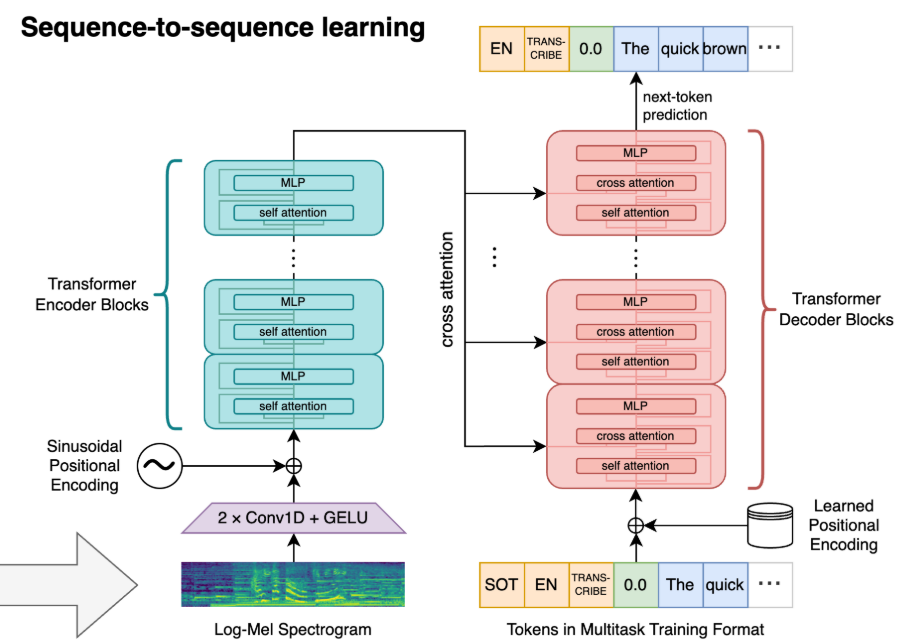 Sequence-to-sequence learning
EN TRANS-CRIBE 0.0 The quick brown ...
next-token
prediction
MLP
cross attention
self attention
MLP
self attention
...
cross attention
Transformer
Encoder Blocks
MLP
self attention
MLP
self attention
MLP
cross attention
self attention
MLP
cross attention
self attention
Transformer
Decoder Blocks
Sinusoidal
Positional
Encoding
2 × Conv1D + GELU
Learned
Positional
Encoding
SOT EN TRANS-CRIBE 0.0 The quick ...
Log-Mel Spectrogram
Tokens in Multitask Training Format